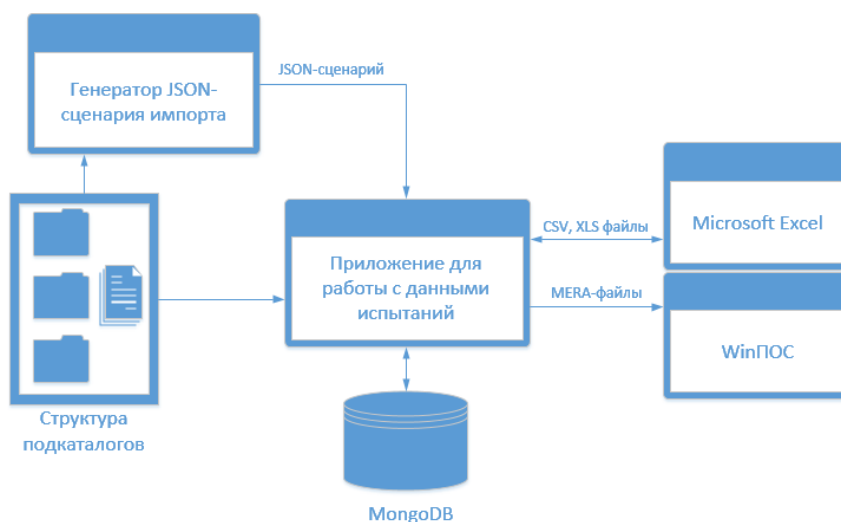 Генератор JSON-
сценария импорта
JSON-сценарий
Структура
подкаталогов
Приложение для
работы с данными
испытаний
CSV, XLS файлы
MERA-файлы
Microsoft Excel
WinПОС
MongoDB